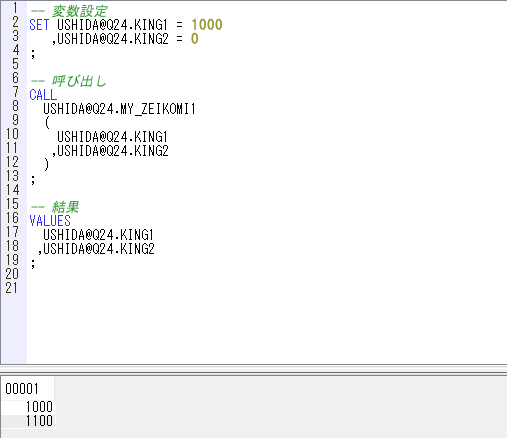 1 -- 変数設定
2 SET USHIDA@Q24.KING1 = 1000
3 ,USHIDA@Q24.KING2 = 0
4 ;
5
6 -- 呼び出し
7 CALL
8 USHIDA@Q24.MY_ZEIKOMI1
9 (
10 USHIDA@Q24.KING1
11 ,USHIDA@Q24.KING2
12 )
13 ;
14
15 -- 結果
16 VALUES
17 USHIDA@Q24.KING1
18 ,USHIDA@Q24.KING2
19 ;
20
21
00001
1000
1100